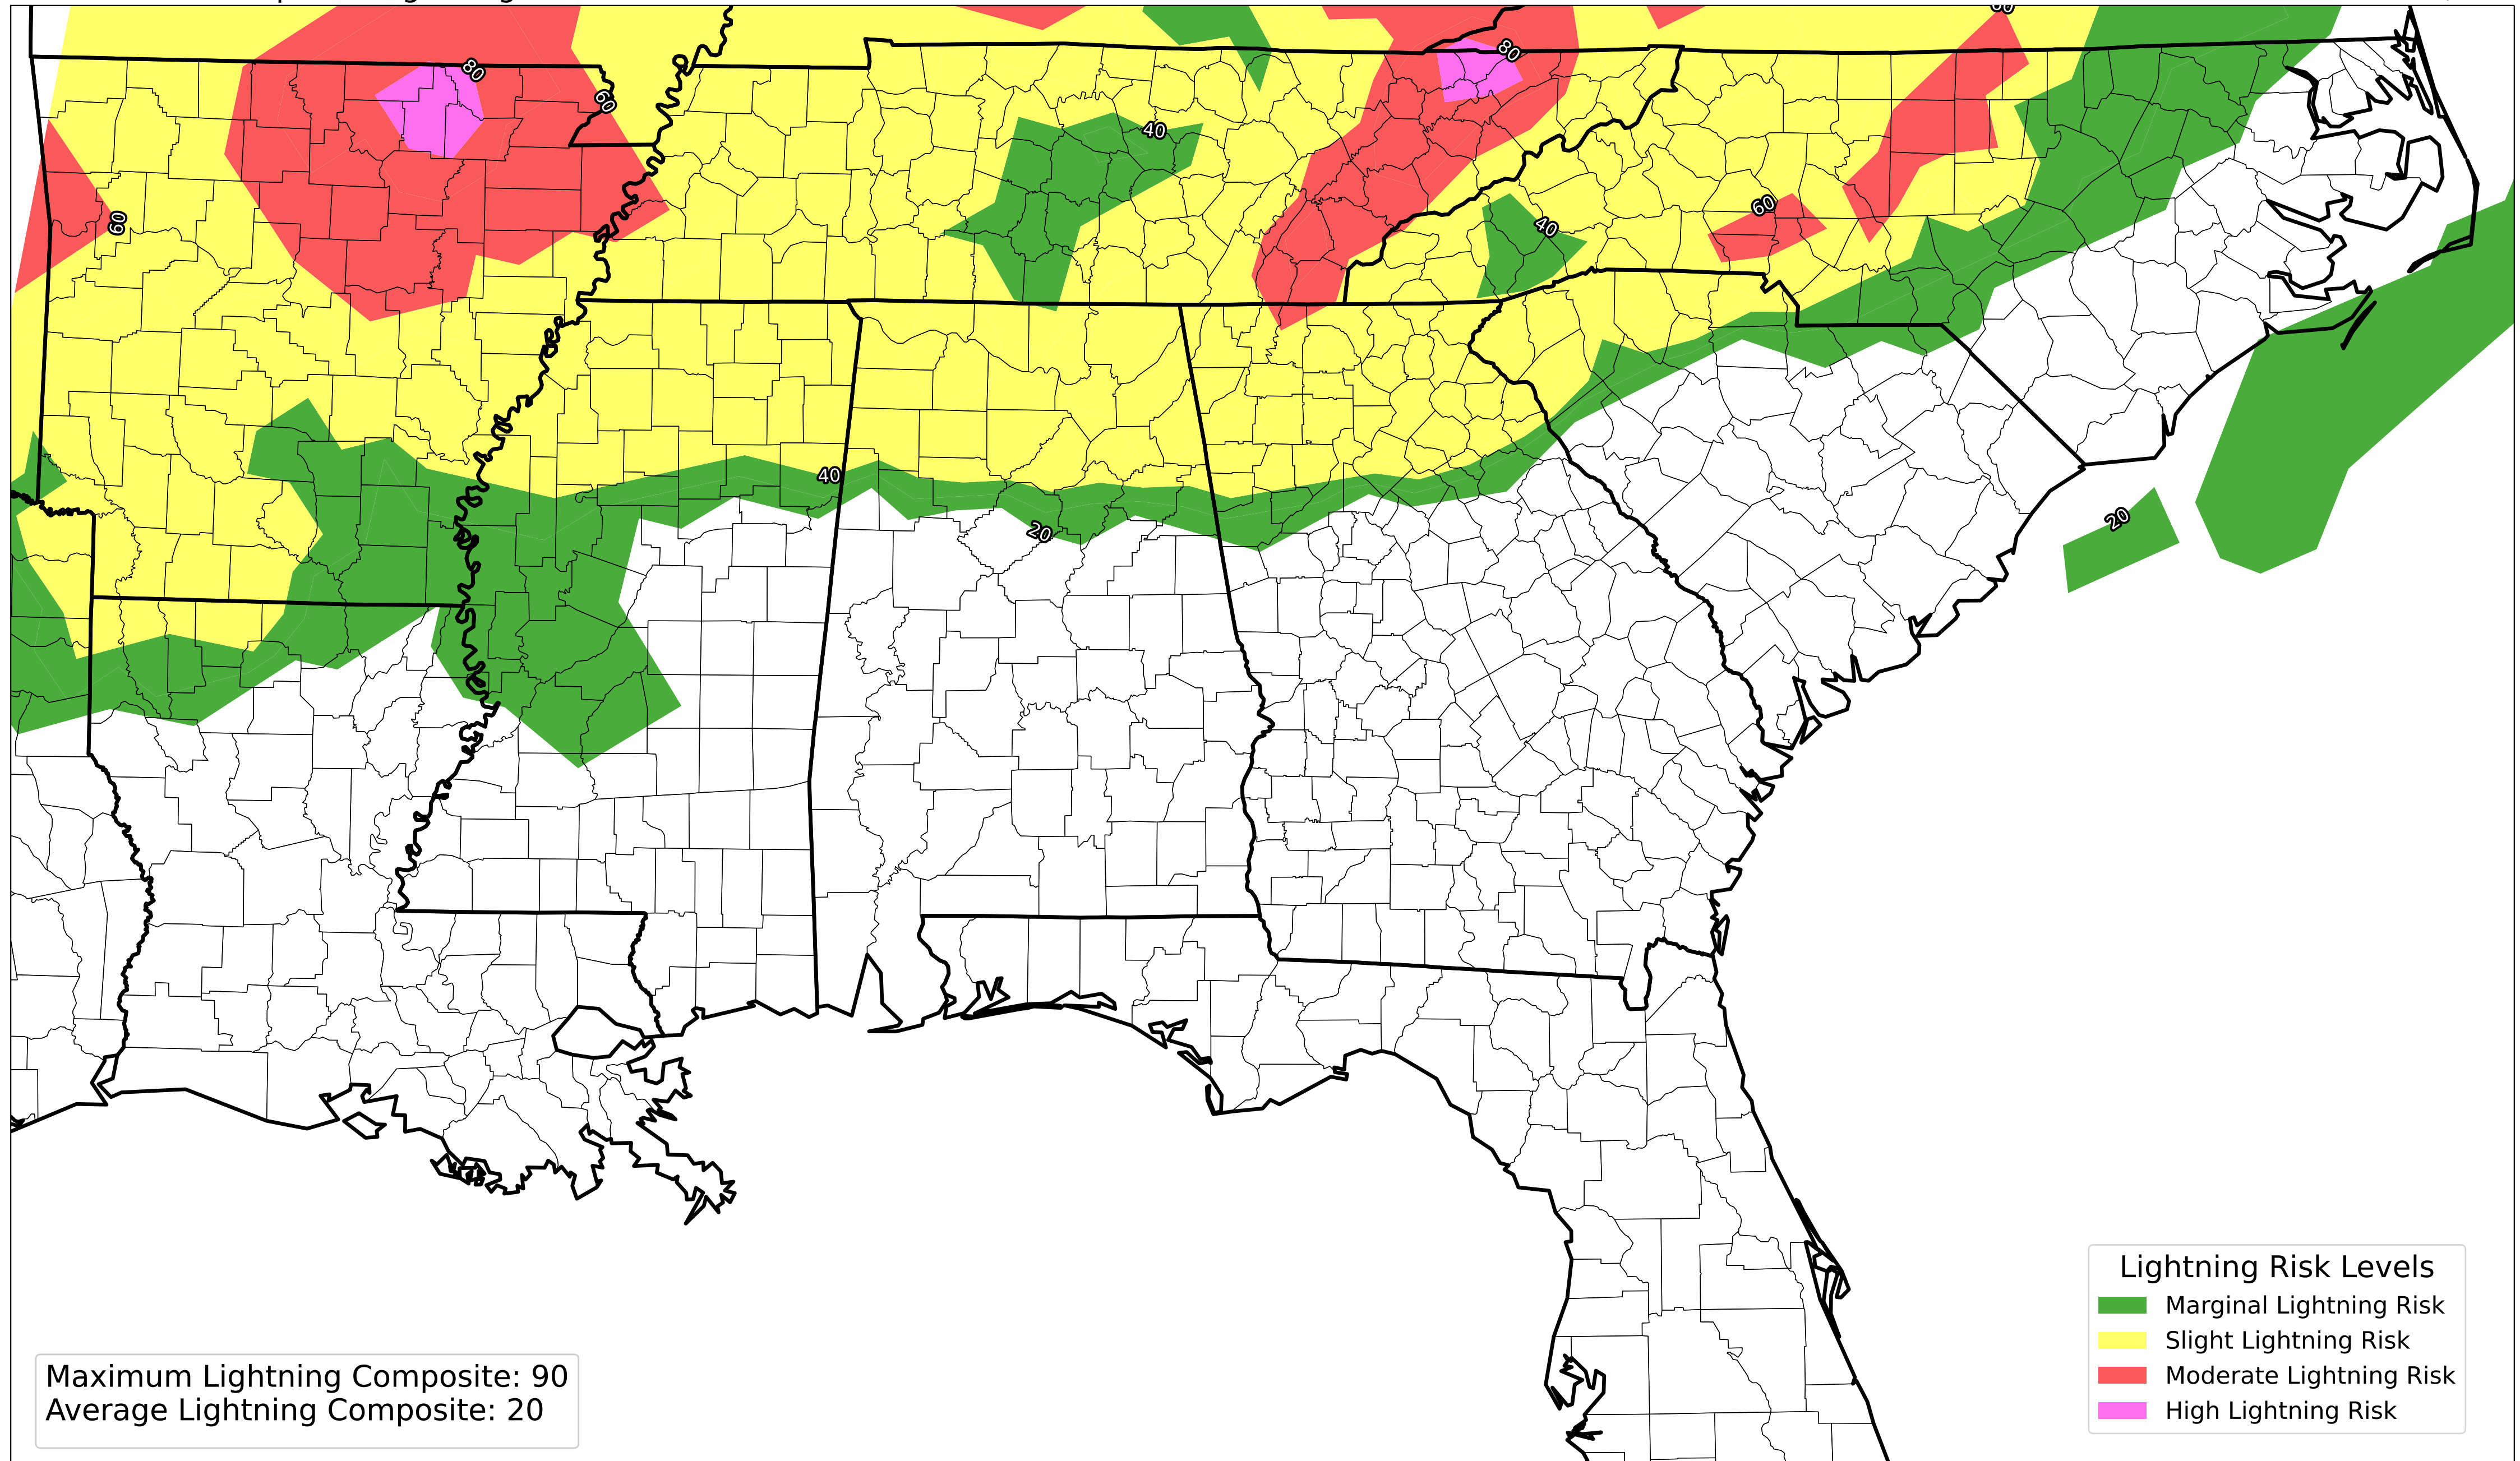 60
80
80
60
40
60
60
40
40
20
20
Lightning Risk Levels
Marginal Lightning Risk
Slight Lightning Risk
Moderate Lightning Risk
High Lightning Risk
Maximum Lightning Composite: 90
Average Lightning Composite: 20